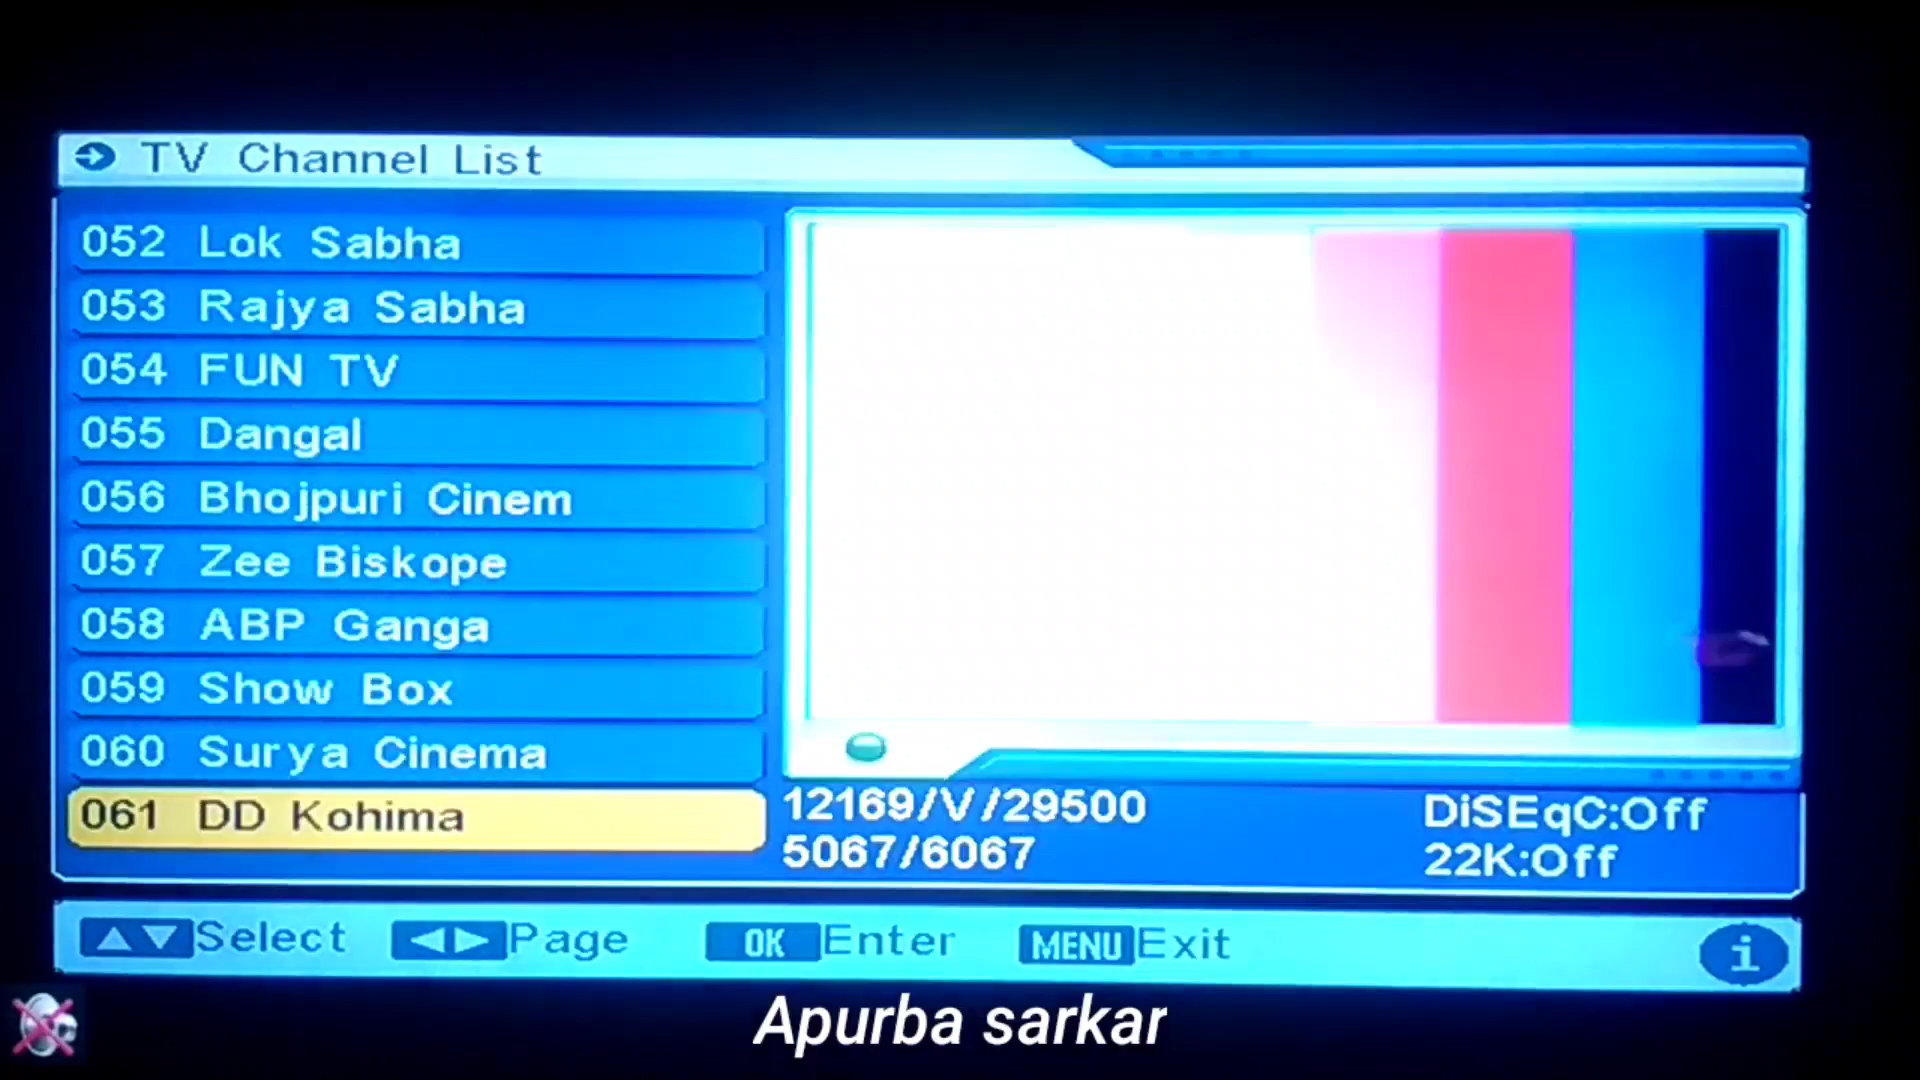 TV Channel List
052 Lok Sabha
053 Rajya Sabha
054 FUN TV
055 Dangal
056 Bhojpuri Cinem
057 Zee Biskope
058 ABP Ganga
059 Show Box
060 Surya Cinema
061 DD Kohima
12169/V/29500
DiSEqC:Off
5067/6067
22K:Off
Select Page OK Enter MENU Exit i
Apurba sarkar